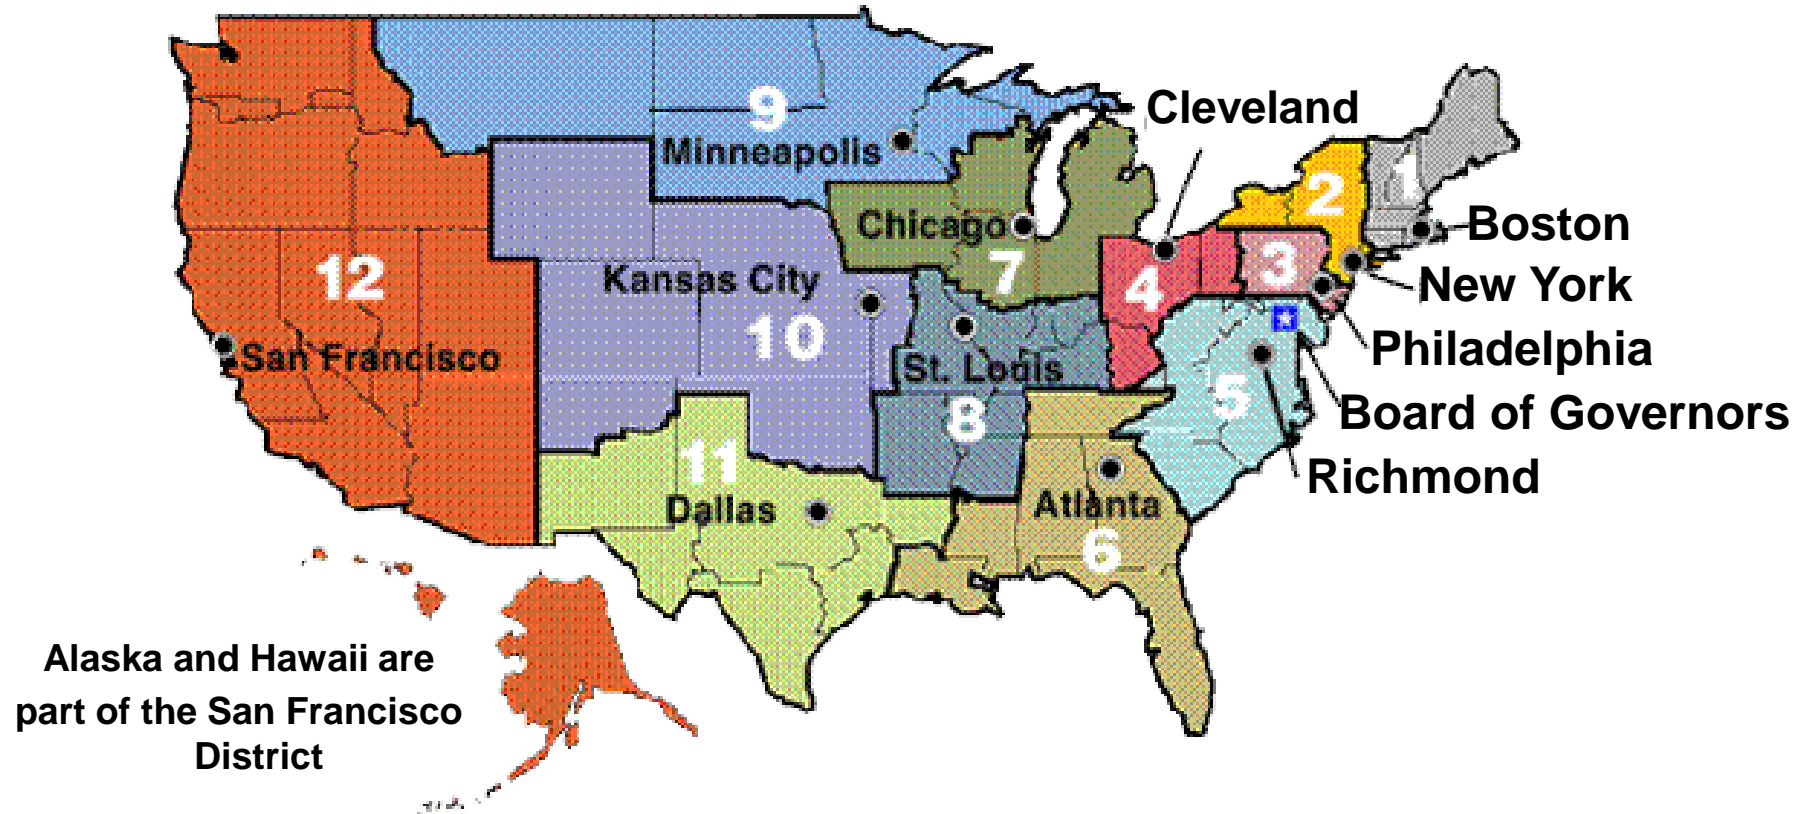 9
Cleveland
Minneapolis
2
1
Chicago
Boston
12
Kansas City
7
4
3
New York
10
San Francisco
St. Louis
Philadelphia
5
8
Board of Governors
11
Richmond
Dallas
Atlanta
6
Alaska and Hawaii are
part of the San Francisco
District